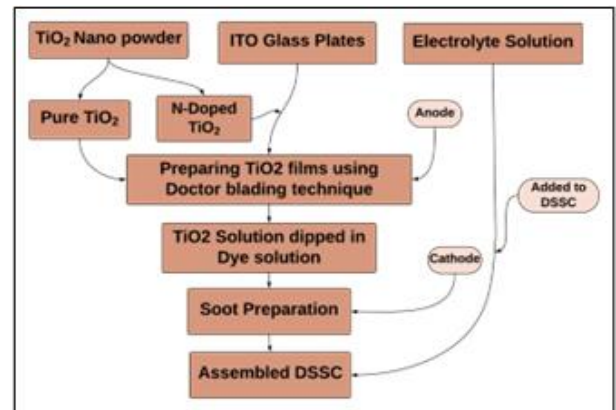 TiO₂ Nano powder
ITO Glass Plates
Electrolyte Solution
Pure TiO₂
N-Doped
TiO₂
Anode
Preparing TiO2 films using
Doctor blading technique
Added to
DSSC
TiO2 Solution dipped in
Dye solution
Cathode
Soot Preparation
Assembled DSSC